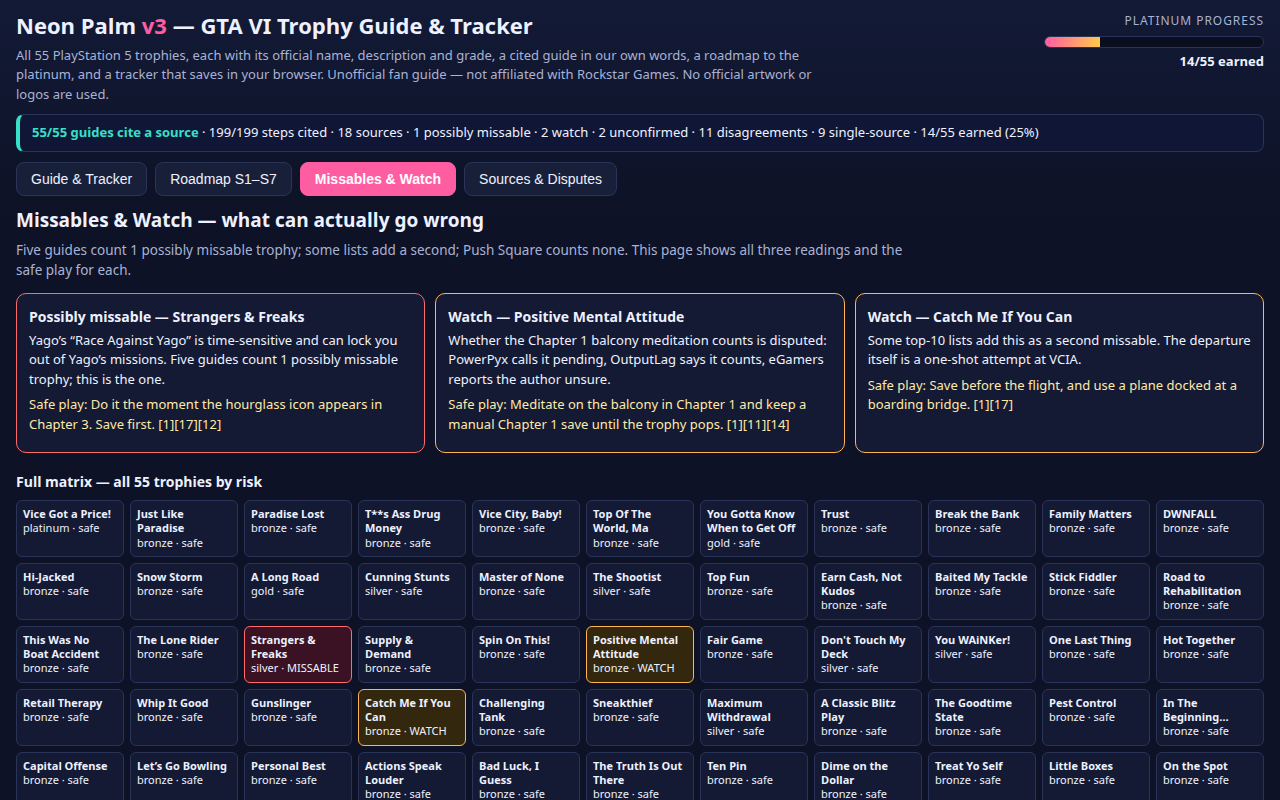 Neon Palm v3 — GTA VI Trophy Guide & Tracker
All 55 PlayStation 5 trophies, each with its official name, description and grade, a cited guide in our own words, a roadmap to the
platinum, and a tracker that saves in your browser. Unofficial fan guide — not affiliated with Rockstar Games. No official artwork or
logos are used.
PLATINUM PROGRESS
14/55 earned
55/55 guides cite a source · 199/199 steps cited · 18 sources · 1 possibly missable · 2 watch · 2 unconfirmed · 11 disagreements · 9 single-source · 14/55 earned (25%)
Guide & Tracker
Roadmap S1–S7
Missables & Watch
Sources & Disputes
Missables & Watch — what can actually go wrong
Five guides count 1 possibly missable trophy; some lists add a second; Push Square counts none. This page shows all three readings and the
safe play for each.
Possibly missable — Strangers & Freaks
Yago’s “Race Against Yago” is time-sensitive and can lock you
out of Yago’s missions. Five guides count 1 possibly missable
trophy; this is the one.
Safe play: Do it the moment the hourglass icon appears in
Chapter 3. Save first. [1][17][12]
Watch — Positive Mental Attitude
Whether the Chapter 1 balcony meditation counts is disputed:
PowerPyx calls it pending, OutputLag says it counts, eGamers
reports the author unsure.
Safe play: Meditate on the balcony in Chapter 1 and keep a
manual Chapter 1 save until the trophy pops. [1][11][14]
Watch — Catch Me If You Can
Some top-10 lists add this as a second missable. The departure
itself is a one-shot attempt at VCIA.
Safe play: Save before the flight, and use a plane docked at a
boarding bridge. [1][17]
Full matrix — all 55 trophies by risk
Vice Got a Price!
platinum · safe
Just Like
Paradise
bronze · safe
Paradise Lost
bronze · safe
T**s Ass Drug
Money
bronze · safe
Vice City, Baby!
bronze · safe
Top Of The
World, Ma
bronze · safe
You Gotta Know
When to Get Off
gold · safe
Trust
bronze · safe
Break the Bank
bronze · safe
Family Matters
bronze · safe
DWNFALL
bronze · safe
Hi-Jacked
bronze · safe
Snow Storm
bronze · safe
A Long Road
gold · safe
Cunning Stunts
silver · safe
Master of None
bronze · safe
The Shootist
silver · safe
Top Fun
bronze · safe
Earn Cash, Not
Kudos
bronze · safe
Baited My Tackle
bronze · safe
Stick Fiddler
bronze · safe
Road to
Rehabilitation
bronze · safe
This Was No
Boat Accident
bronze · safe
The Lone Rider
bronze · safe
Strangers &
Freaks
silver · MISSABLE
Supply &
Demand
bronze · safe
Spin On This!
bronze · safe
Positive Mental
Attitude
bronze · WATCH
Fair Game
bronze · safe
Don't Touch My
Deck
silver · safe
You WAiNKer!
silver · safe
One Last Thing
bronze · safe
Hot Together
bronze · safe
Retail Therapy
bronze · safe
Whip It Good
bronze · safe
Gunslinger
bronze · safe
Catch Me If You
Can
bronze · WATCH
Challenging
Tank
bronze · safe
Sneakthief
bronze · safe
Maximum
Withdrawal
silver · safe
A Classic Blitz
Play
bronze · safe
The Goodtime
State
bronze · safe
Pest Control
bronze · safe
In The
Beginning...
bronze · safe
Capital Offense
bronze · safe
Let’s Go Bowling
bronze · safe
Personal Best
bronze · safe
Actions Speak
Louder
bronze · safe
Bad Luck, I
Guess
bronze · safe
The Truth Is Out
There
bronze · safe
Ten Pin
bronze · safe
Dime on the
Dollar
bronze · safe
Treat Yo Self
bronze · safe
Little Boxes
bronze · safe
On the Spot
bronze · safe